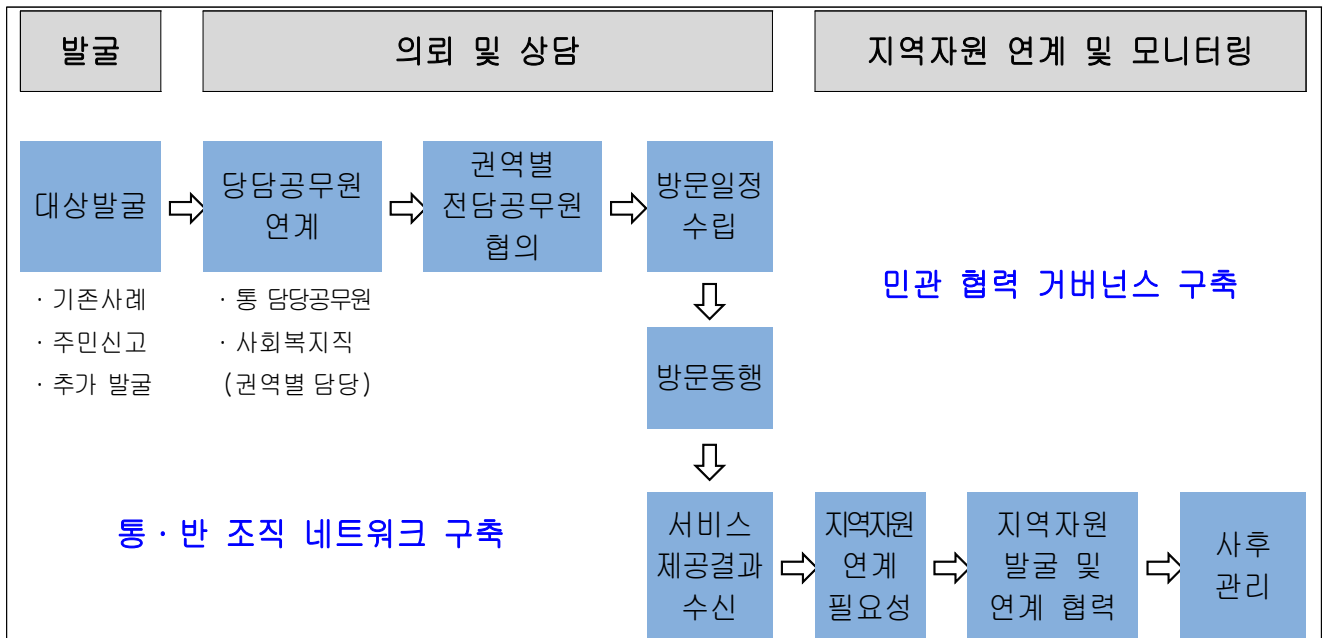 발굴
의뢰 및 상담
지역자원 연계 및 모니터링
대상발굴
당담공무원
연계
권역별
전담공무원
협의
방문일정
수립
· 기존사례
· 주민신고
· 추가 발굴
· 통 담당공무원
· 사회복지직
(권역별 담당)
민관 협력 거버넌스 구축
방문동행
통 · 반 조직 네트워크 구축
서비스
제공결과
수신
지역자원
연계
필요성
지역자원
발굴 및
연계 협력
사후
관리